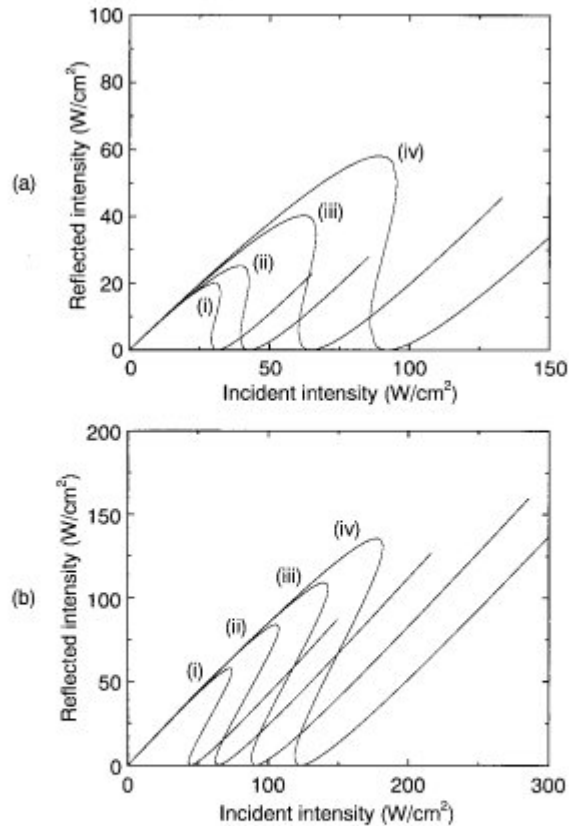 (a)
Reflected intensity (W/cm²)
100
80
60
40
20
0
(i)
(ii)
(iii)
(iv)
0
50
100
150
Incident intensity (W/cm²)
(b)
Reflected intensity (W/cm²)
200
150
125
100
50
0
(i)
(ii)
(iii)
(iv)
0
100
200
300
Incident intensity (W/cm²)